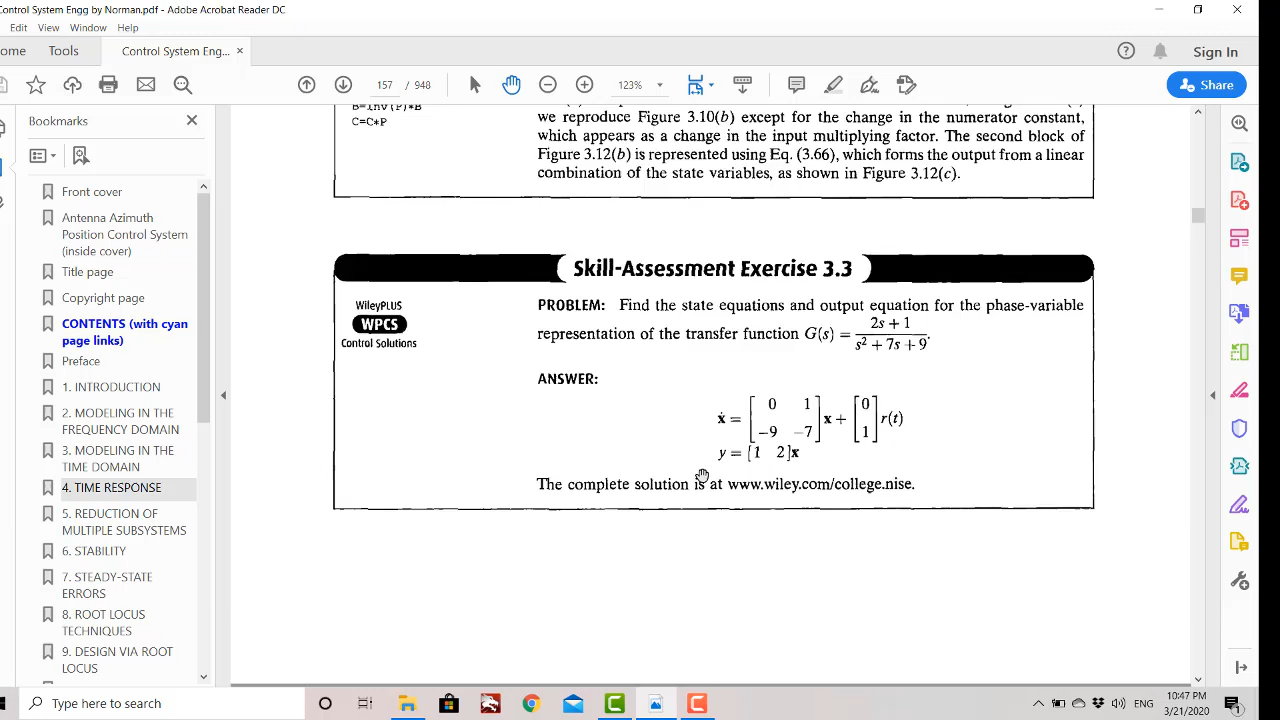 Control System Engg by Norman.pdf - Adobe Acrobat Reader DC
Edit View Window Help
ome Tools Control System Eng... × Sign In
157 / 948 123% Share
Bookmarks
Front cover
Antenna Azimuth
Position Control System
(inside cover)
Title page
Copyright page
CONTENTS (with cyan
page links)
Preface
1. INTRODUCTION
2. MODELING IN THE
FREQUENCY DOMAIN
3. MODELING IN THE
TIME DOMAIN
4. TIME RESPONSE
5. REDUCTION OF
MULTIPLE SUBSYSTEMS
6. STABILITY
7. STEADY-STATE
ERRORS
8. ROOT LOCUS
TECHNIQUES
9. DESIGN VIA ROOT
LOCUS
B=inv(P)*B
C=C*P
we reproduce Figure 3.10(b) except for the change in the numerator constant,
which appears as a change in the input multiplying factor. The second block of
Figure 3.12(b) is represented using Eq. (3.66), which forms the output from a linear
combination of the state variables, as shown in Figure 3.12(c).
Skill-Assessment Exercise 3.3
WileyPLUS
WPCS
Control Solutions
PROBLEM: Find the state equations and output equation for the phase-variable
representation of the transfer function G(s) = (2s + 1)/(s² + 7s + 9).
ANSWER:
ẋ = [0 1; −9 −7] x + [0; 1] r(t)
y = [1 2]x
The complete solution is at www.wiley.com/college.nise.
Type here to search
ENG
10:47 PM
3/21/2020
1